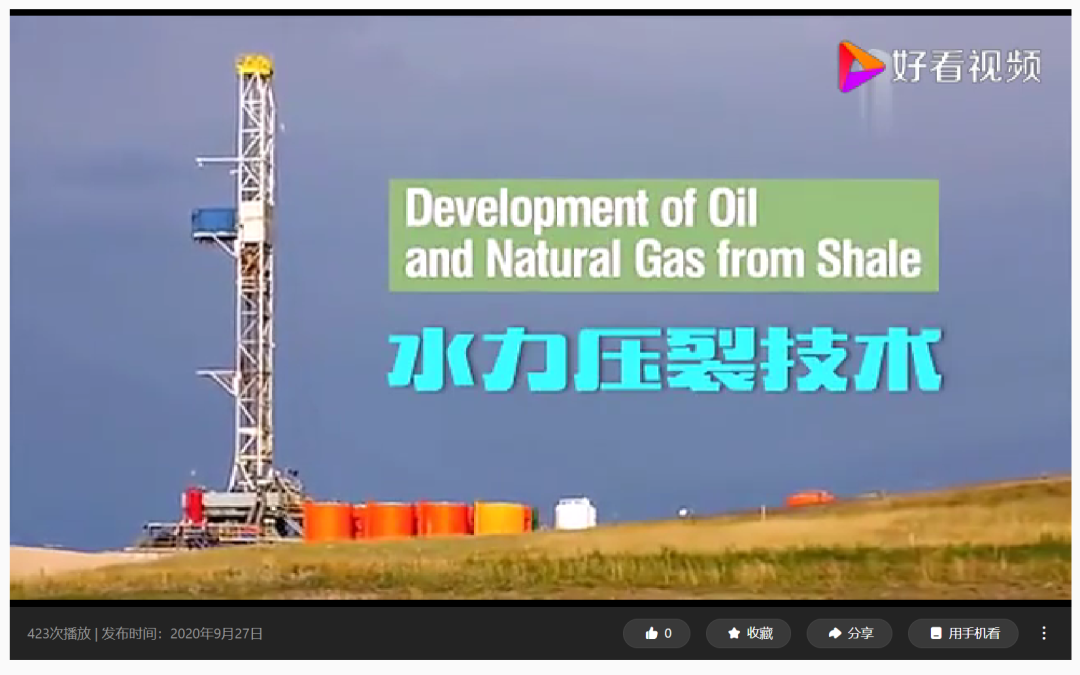 好看视频
Development of Oil
and Natural Gas from Shale
水力压裂技术
423次播放 | 发布时间：2020年9月27日
0
收藏
分享
用手机看